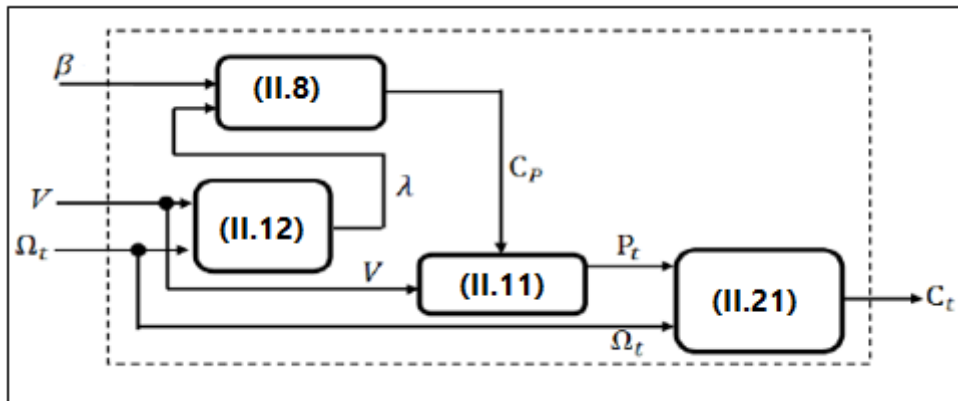 β
(II.8)
C_P
λ
V
(II.12)
Ω_t
V
(II.11)
P_t
(II.21)
C_t
Ω_t